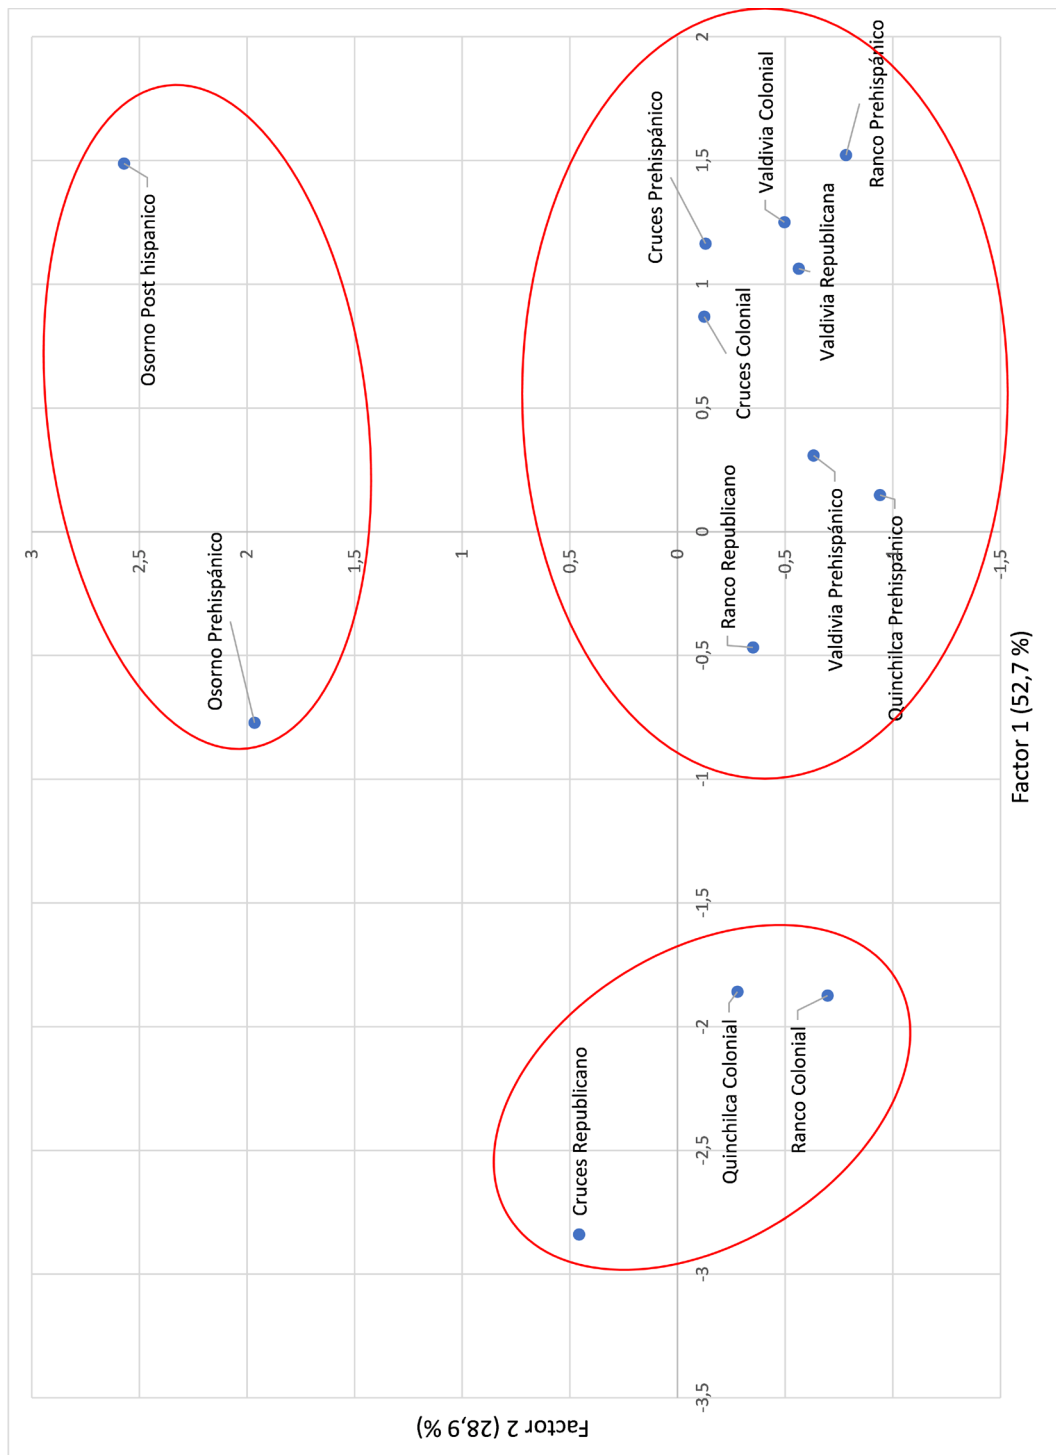 3
2,5
Osorno Post hispanico
2
Osorno Prehispánico
1,5
1
0,5
Cruces Republicano
Cruces Prehispánico
0
-3,5
-3
-2,5
-2
-1,5
-1
-0,5
0
0,5
1
1,5
2
Ranco Republicano
Quinchilca Colonial
Cruces Colonial
Valdivia Colonial
-0,5
Ranco Colonial
Valdivia Republicana
Valdivia Prehispánico
Ranco Prehispánico
-1
Quinchilca Prehispánico
-1,5
Factor 1 (52,7 %)
Factor 2 (28,9 %)